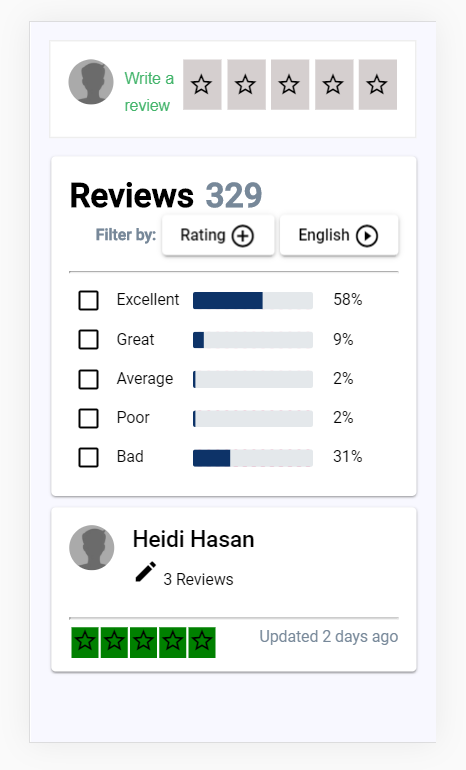 Write a
review
Reviews 329
Filter by: Rating English
Excellent 58%
Great 9%
Average 2%
Poor 2%
Bad 31%
Heidi Hasan
3 Reviews
Updated 2 days ago